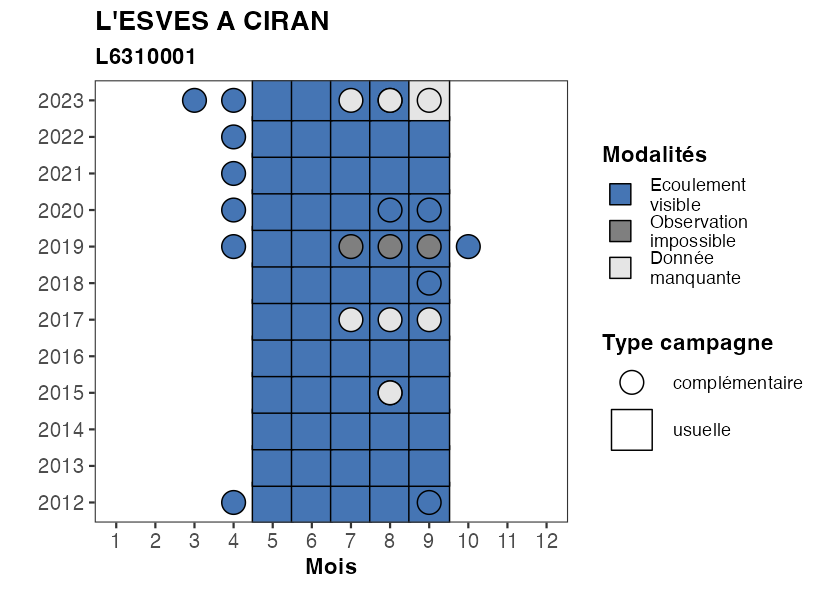 L'ESVES A CIRAN
L6310001
2023
2022
2021
2020
2019
2018
2017
2016
2015
2014
2013
2012
1 2 3 4 5 6 7 8 9 10 11 12
Mois
Modalités
Ecoulement
visible
Observation
impossible
Donnée
manquante
Type campagne
complémentaire
usuelle